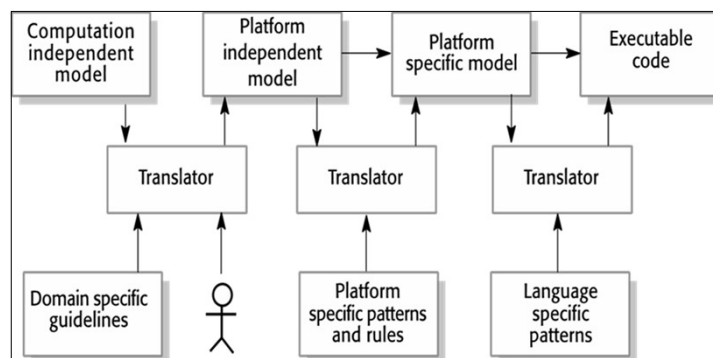 Computation
independent
model
Platform
independent
model
Platform
specific model
Executable
code
Translator
Translator
Translator
Domain specific
guidelines
Platform
specific patterns
and rules
Language
specific
patterns